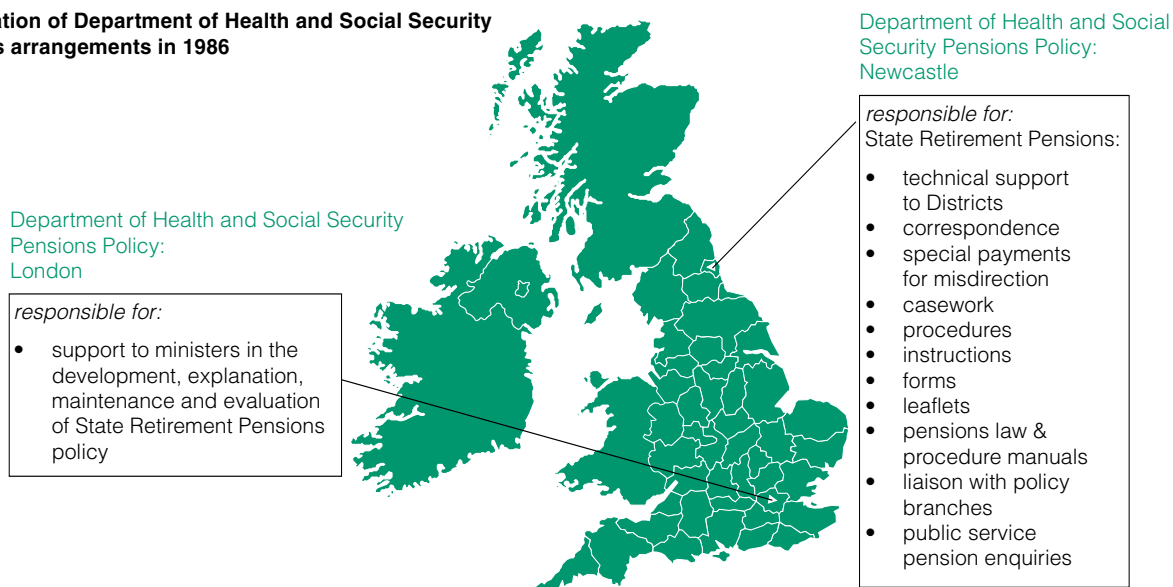 ation of Department of Health and Social Security
s arrangements in 1986
Department of Health and Social Security
Pensions Policy:
London
responsible for:
• support to ministers in the
development, explanation,
maintenance and evaluation
of State Retirement Pensions
policy
Department of Health and Social
Security Pensions Policy:
Newcastle
responsible for:
State Retirement Pensions:
• technical support
to Districts
• correspondence
• special payments
for misdirection
• casework
• procedures
• instructions
• forms
• leaflets
• pensions law &
procedure manuals
• liaison with policy
branches
• public service
pension enquiries